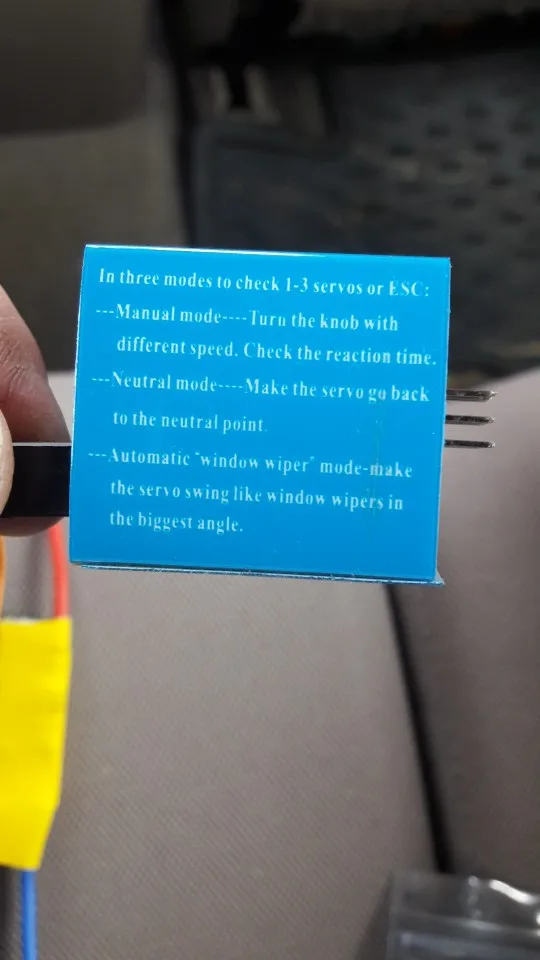 In three modes to check 1-3 servos or ESC:
---Manual mode----Turn the knob with
different speed. Check the reaction time.
---Neutral mode----Make the servo go back
to the neutral point.
---Automatic "window wiper" mode-make
the servo swing like window wipers in
the biggest angle.